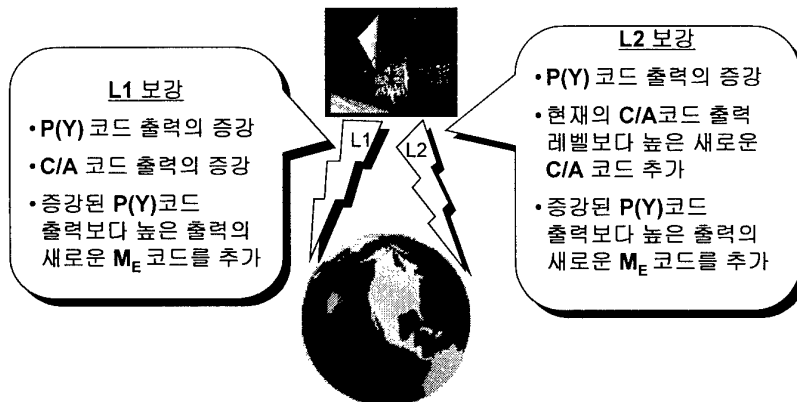 L1 보강
• P(Y) 코드 출력의 증강
• C/A 코드 출력의 증강
• 증강된 P(Y)코드
출력보다 높은 출력의
새로운 ME 코드를 추가
L1
L2
L2 보강
• P(Y) 코드 출력의 증강
• 현재의 C/A코드 출력
레벨보다 높은 새로운
C/A 코드 추가
• 증강된 P(Y)코드
출력보다 높은 출력의
새로운 ME 코드를 추가